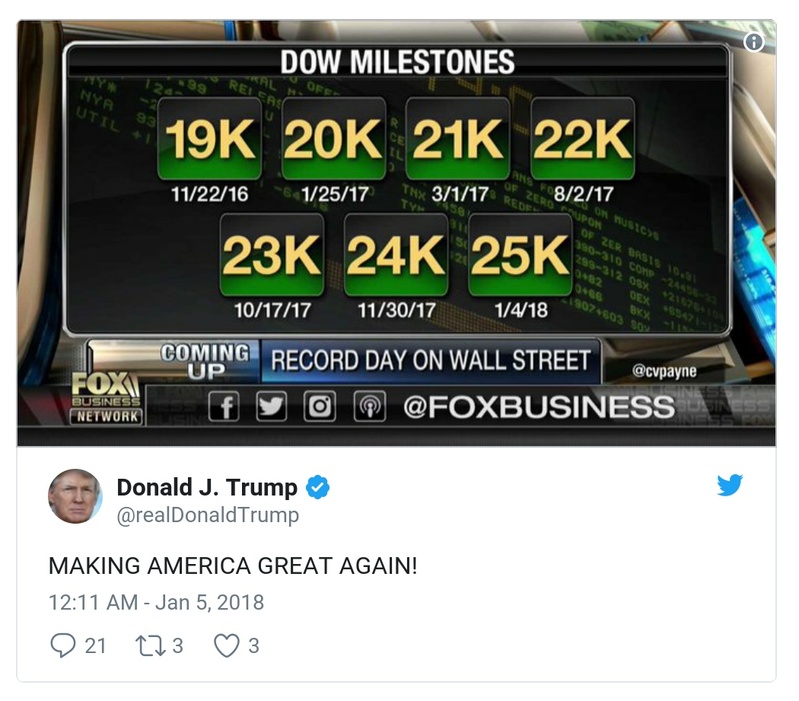 DOW MILESTONES
19K 20K 21K 22K
11/22/16 1/25/17 3/1/17 8/2/17
23K 24K 25K
10/17/17 11/30/17 1/4/18
COMING UP
RECORD DAY ON WALL STREET
@cvpayne
FOX
BUSINESS
NETWORK
@FOXBUSINESS
Donald J. Trump
@realDonaldTrump
MAKING AMERICA GREAT AGAIN!
12:11 AM - Jan 5, 2018
21 3 3